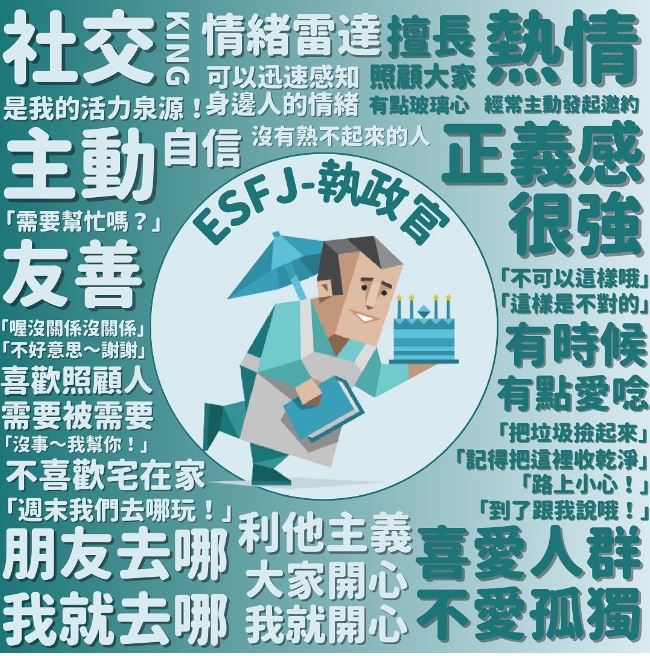 社交
KING
是我的活力泉源！
情緒雷達
可以迅速感知
身邊人的情緒
擅長
照顧大家
有點玻璃心
熱情
經常主動發起邀約
主動
「需要幫忙嗎？」
自信
沒有熟不起來的人
正義感
很強
「不可以這樣哦」
「這樣是不對的」
ESFJ-執政官
友善
「喔沒關係沒關係」
「不好意思～謝謝」
喜歡照顧人
需要被需要
「沒事～我幫你！」
有時候
有點愛唸
「把垃圾撿起來」
「記得把這裡收乾淨」
「路上小心！」
「到了跟我說哦！」
不喜歡宅在家
「週末我們去哪玩！」
朋友去哪
我就去哪
利他主義
大家開心
我就開心
喜愛人群
不愛孤獨